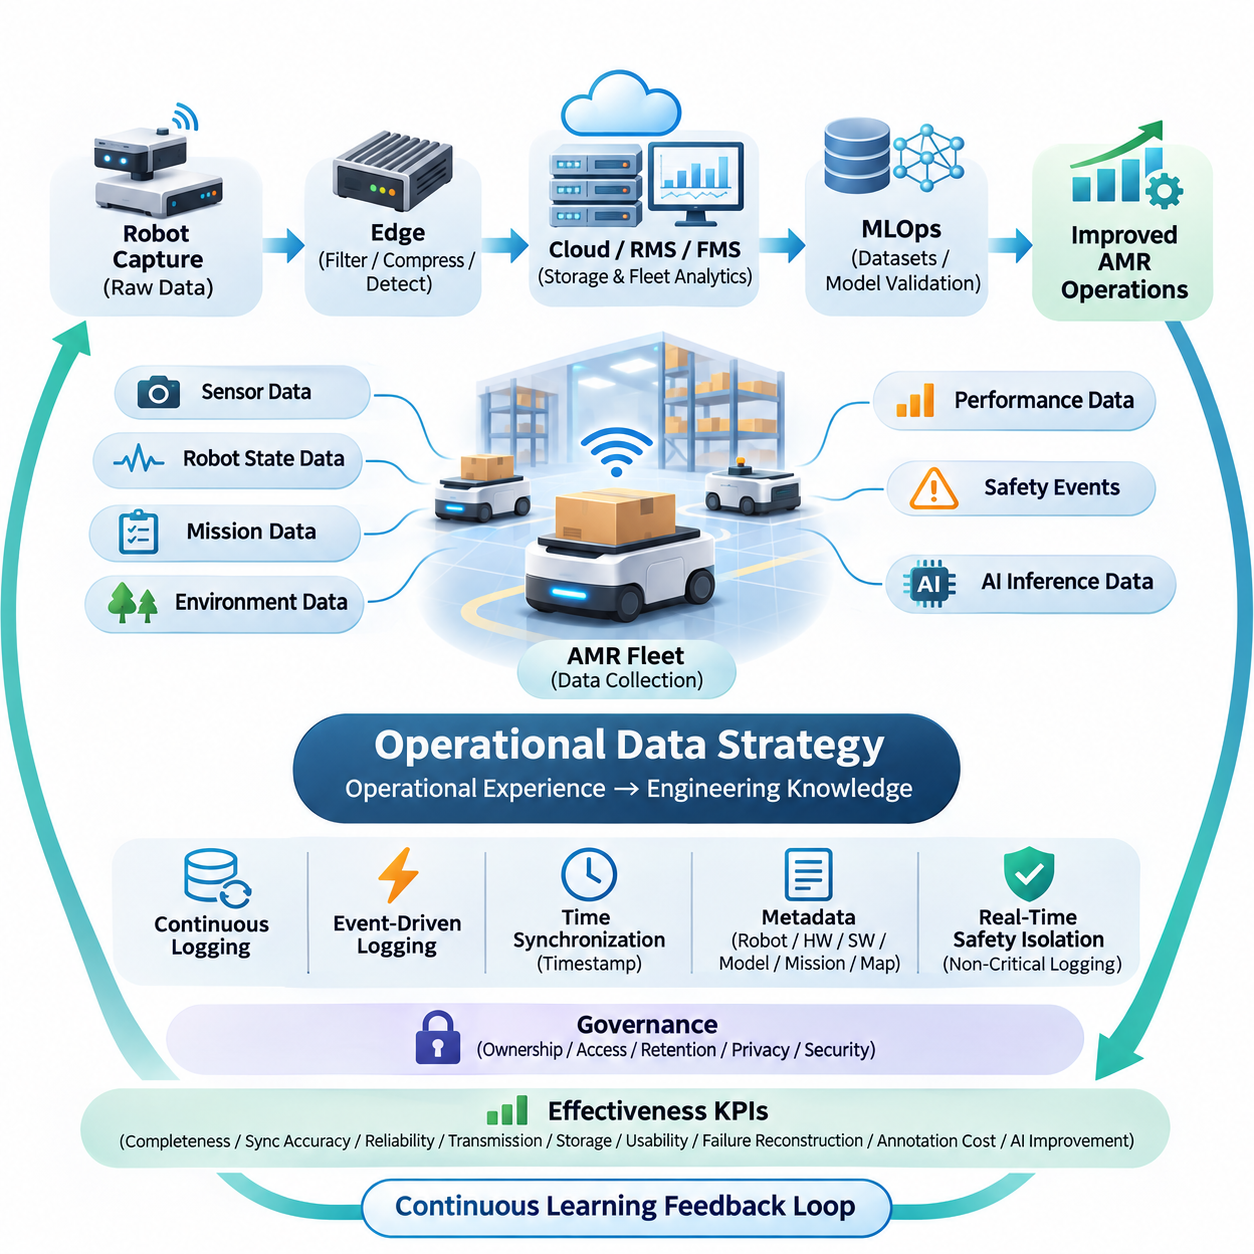 Robot
Capture
(Raw Data)
Edge
(Filter / Compress /
Detect)
Cloud / RMS / FMS
(Storage & Fleet Analytics)
MLOps
(Datasets /
Model Validation)
Improved
AMR
Operations
Sensor Data
Robot State Data
Mission Data
Environment Data
Performance Data
Safety Events
AI
AI Inference Data
AMR Fleet
(Data Collection)
Operational Data Strategy
Operational Experience → Engineering Knowledge
Continuous
Logging
Event-Driven
Logging
Time
Synchronization
(Timestamp)
Metadata
(Robot / HW / SW /
Model / Mission / Map)
Real-Time
Safety Isolation
(Non-Critical Logging)
Governance
(Ownership / Access / Retention / Privacy / Security)
Effectiveness KPIs
(Completeness / Sync Accuracy / Reliability / Transmission / Storage / Usability / Failure Reconstruction / Annotation Cost / AI Improvement)
Continuous Learning Feedback Loop